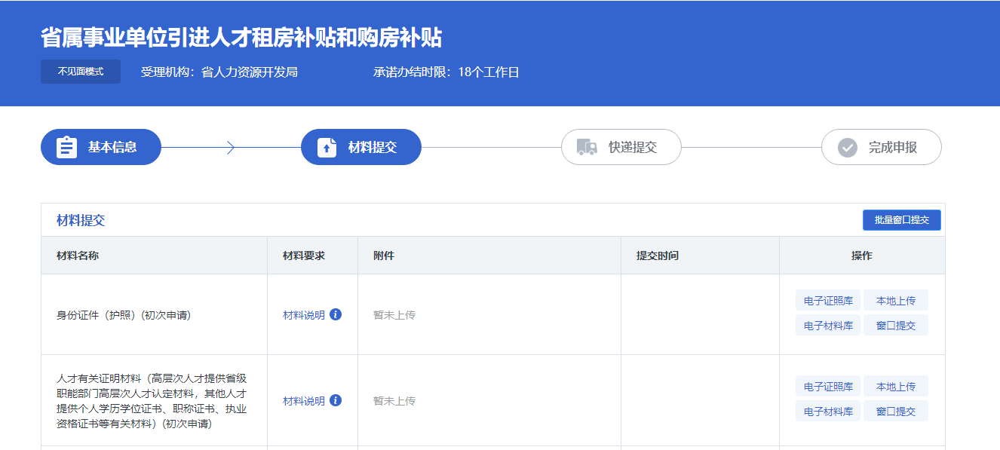 省属事业单位引进人才租房补贴和购房补贴
不见面模式 受理机构：省人力资源开发局 承诺办结时限：18个工作日
基本信息 材料提交 快递提交 完成申报
材料提交 批量窗口提交
材料名称 材料要求 附件 提交时间 操作
身份证件（护照）(初次申请) 材料说明 暂未上传
电子证照库 本地上传
电子材料库 窗口提交
人才有关证明材料（高层次人才提供省级
职能部门高层次人才认定材料，其他人才
提供个人学历学位证书、职称证书、执业
资格证书等有关材料）(初次申请)
材料说明 暂未上传
电子证照库 本地上传
电子材料库 窗口提交